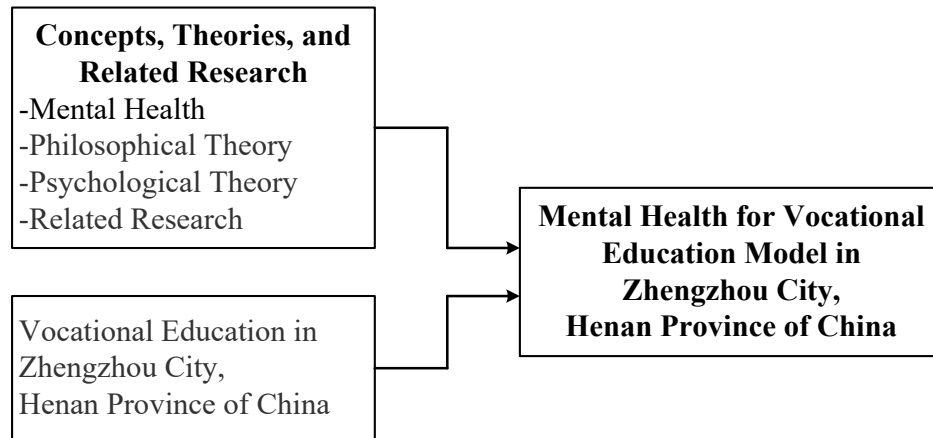 Concepts, Theories, and
Related Research
-Mental Health
-Philosophical Theory
-Psychological Theory
-Related Research
Vocational Education in
Zhengzhou City,
Henan Province of China
Mental Health for Vocational
Education Model in
Zhengzhou City,
Henan Province of China